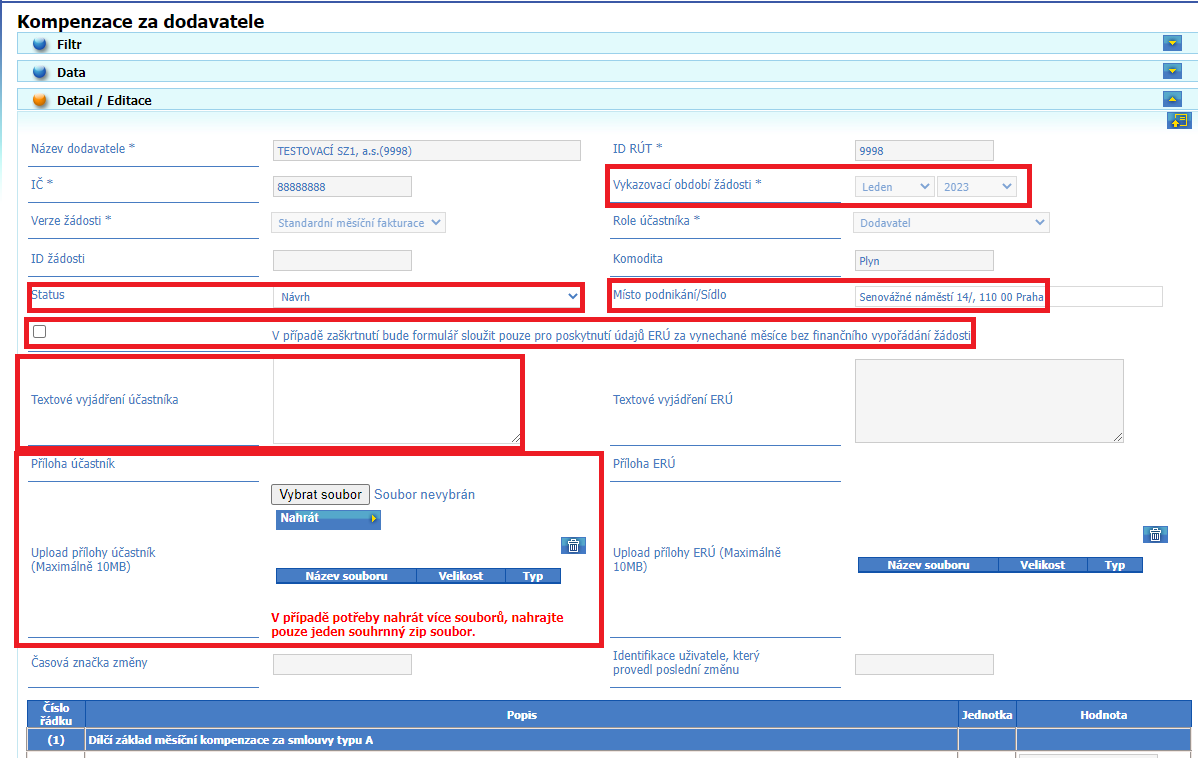 Kompenzace za dodavatele
Filtr
Data
Detail / Editace
Název dodavatele *
TESTOVACÍ SZ1, a.s.(9998)
ID RÚT *
9998
IČ *
88888888
Vykazovací období žádosti *
Leden
2023
Verze žádosti *
Standardní měsíční fakturace
Role účastníka *
Dodavatel
ID žádosti
Komodita
Plyn
Status
Návrh
Místo podnikání/Sídlo
Senovážné náměstí 14/, 110 00 Praha
V případě zaškrtnutí bude formulář sloužit pouze pro poskytnutí údajů ERÚ za vynechané měsíce bez finančního vypořádání žádosti
Textové vyjádření účastníka
Textové vyjádření ERÚ
Příloha účastník
Příloha ERÚ
Vybrat soubor
Soubor nevybrán
Nahrát
Upload přílohy účastník
(Maximálně 10MB)
Název souboru
Velikost
Typ
V případě potřeby nahrát více souborů, nahrajte
pouze jeden souhrnný zip soubor.
Upload přílohy ERÚ (Maximálně
10MB)
Název souboru
Velikost
Typ
Časová značka změny
Identifikace uživatele, který
provedl poslední změnu
Číslo
řádku
Popis
Jednotka
Hodnota
(1)
Dílčí základ měsíční kompenzace za smlouvy typu A